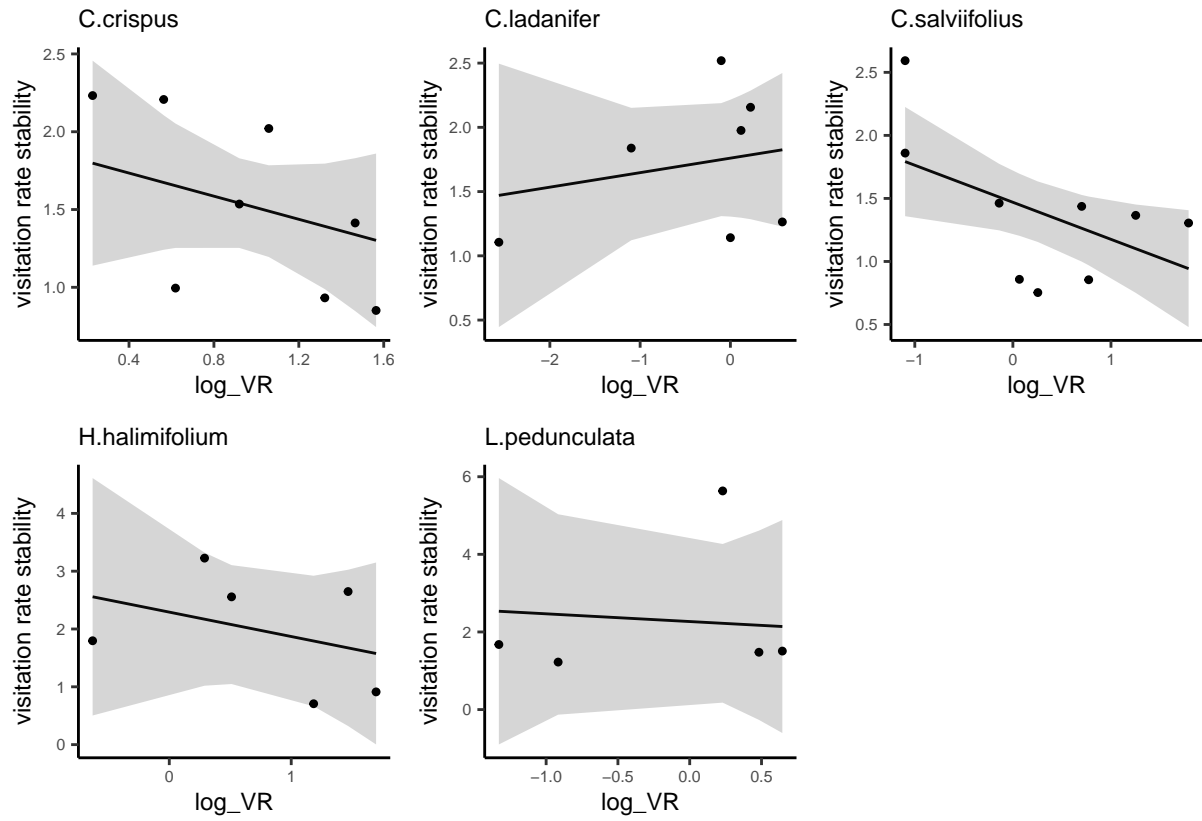 C.crispus
C.ladanifer
C.salviifolius
visitation rate stability
2.5
2.0
1.5
1.0
0.4
0.8
1.2
1.6
log_VR
visitation rate stability
2.5
2.0
1.5
1.0
0.5
−2
−1
0
log_VR
visitation rate stability
2.5
2.0
1.5
1.0
0.5
−1
0
1
log_VR
H.halimifolium
L.pedunculata
visitation rate stability
4
3
2
1
0
0
1
log_VR
visitation rate stability
6
4
2
0
−1.0
−0.5
0.0
0.5
log_VR